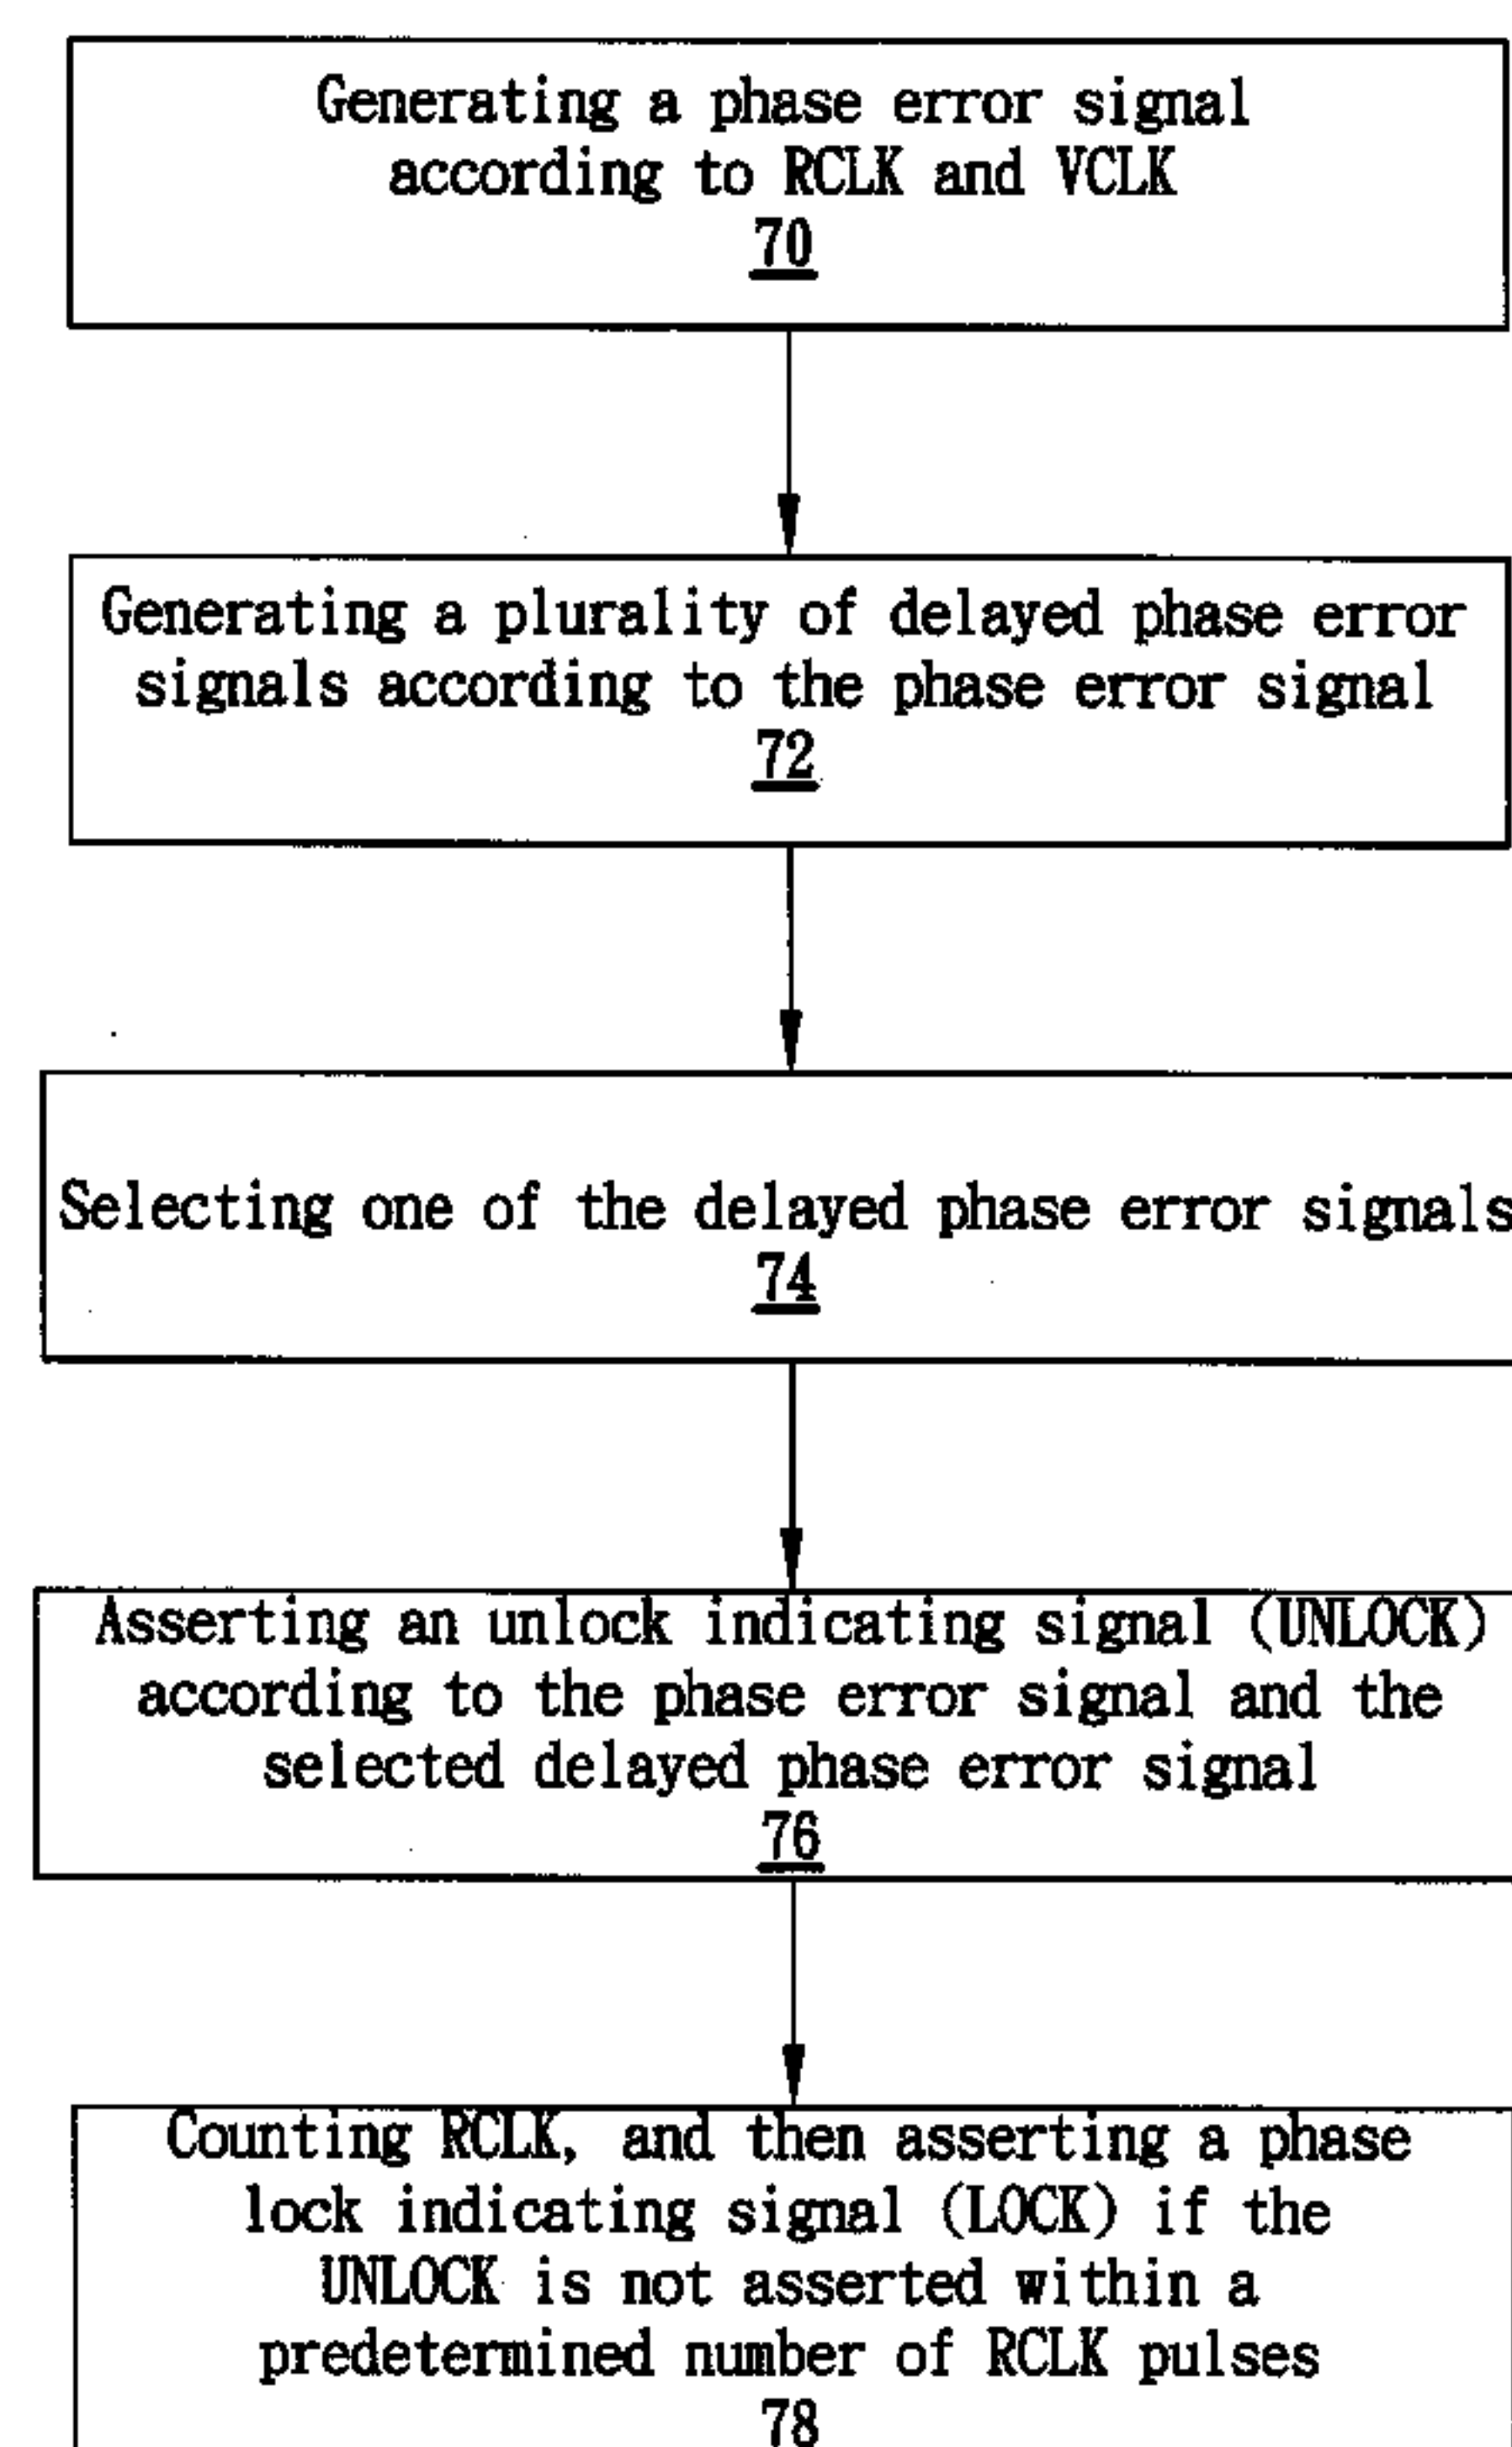 Generating a phase error signal
according to RCLK and VCLK
70
Generating a plurality of delayed phase error
signals according to the phase error signal
72
Selecting one of the delayed phase error signals
74
Asserting an unlock indicating signal (UNLOCK)
according to the phase error signal and the
selected delayed phase error signal
76
Counting RCLK, and then asserting a phase
lock indicating signal (LOCK) if the
UNLOCK is not asserted within a
predetermined number of RCLK pulses
78